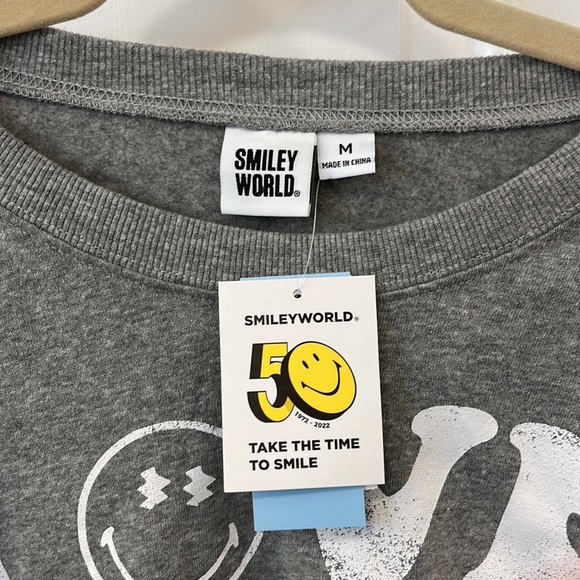 SMILEY
WORLD®
M
MADE IN CHINA
SMILEYWORLD®
50
1972 - 2022
TAKE THE TIME
TO SMILE